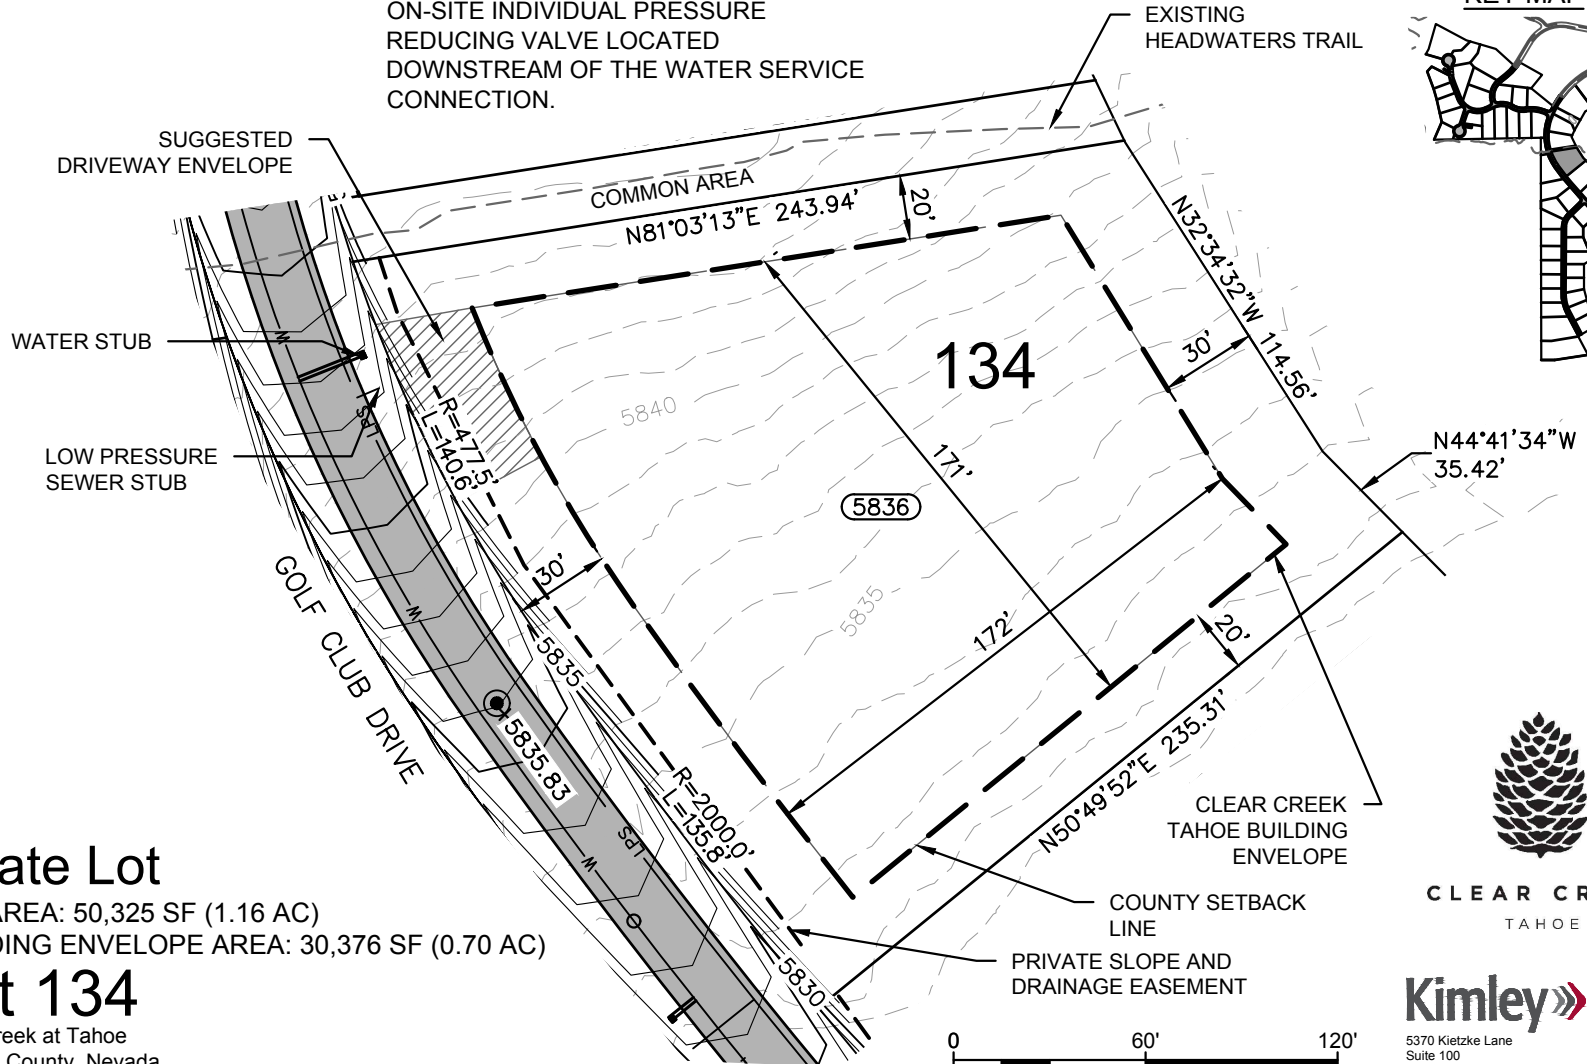 ON-SITE INDIVIDUAL PRESSURE
REDUCING VALVE LOCATED
DOWNSTREAM OF THE WATER SERVICE
CONNECTION.
EXISTING
HEADWATERS TRAIL
KEY MAP
SUGGESTED
DRIVEWAY ENVELOPE
COMMON AREA
N81°03'13"E 243.94'
20'
N32°34'32"W 114.56'
WATER STUB
W
LPS
LOW PRESSURE
SEWER STUB
R=477.5'
L=140.6'
5840
134
30'
171'
N44°41'34"W
35.42'
5836
5835
30'
172'
20'
GOLF CLUB DRIVE
W
5835
5835.83
N50°49'52"E 235.31'
R=2000.0'
L=135.8'
LPS
W
CLEAR CREEK
TAHOE BUILDING
ENVELOPE
COUNTY SETBACK
LINE
PRIVATE SLOPE AND
DRAINAGE EASEMENT
5830
ate Lot
AREA: 50,325 SF (1.16 AC)
DING ENVELOPE AREA: 30,376 SF (0.70 AC)
t 134
reek at Tahoe
County, Nevada
0 60' 120'
CLEAR CR
TAHOE
Kimley
5370 Kietzke Lane
Suite 100